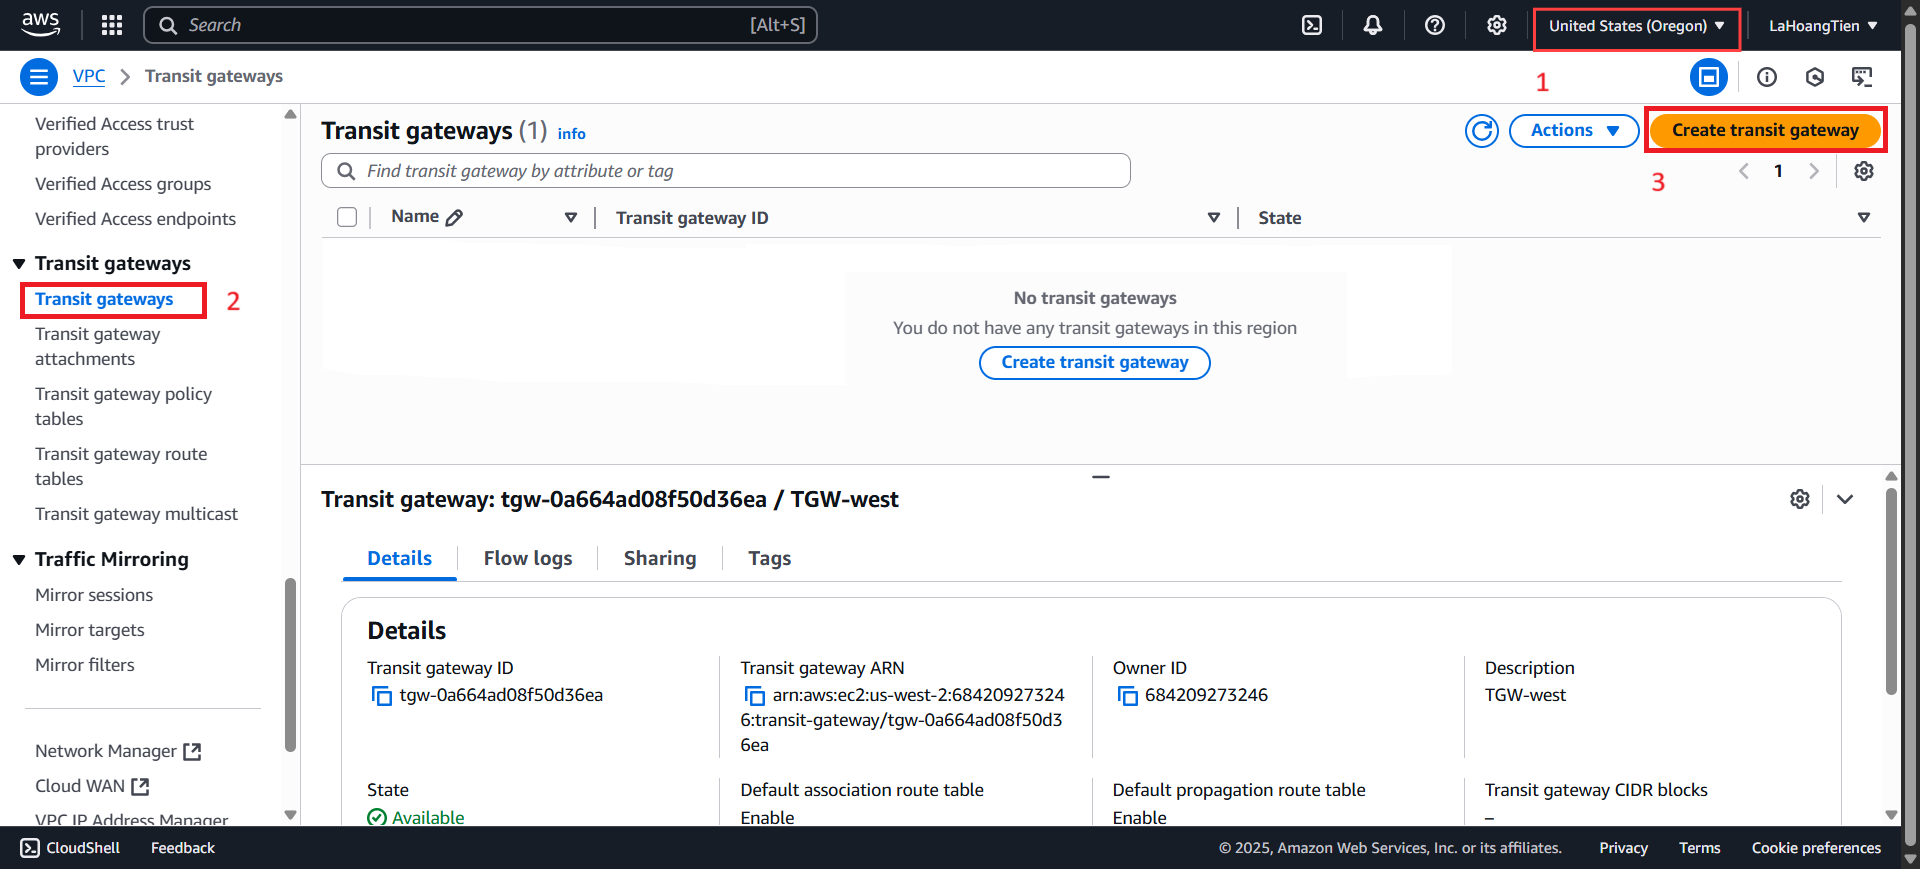 aws
Search
[Alt+S]
United States (Oregon)
LaHoangTien
VPC
Transit gateways
1
Verified Access trust
providers
Verified Access groups
Verified Access endpoints
Transit gateways
Transit gateways
2
Transit gateway
attachments
Transit gateway policy
tables
Transit gateway route
tables
Transit gateway multicast
Traffic Mirroring
Mirror sessions
Mirror targets
Mirror filters
Network Manager
Cloud WAN
VPC IP Address Manager
Transit gateways (1) info
Actions
Create transit gateway
Find transit gateway by attribute or tag
3
1
Name
Transit gateway ID
State
No transit gateways
You do not have any transit gateways in this region
Create transit gateway
Transit gateway: tgw-0a664ad08f50d36ea / TGW-west
Details
Flow logs
Sharing
Tags
Details
Transit gateway ID
tgw-0a664ad08f50d36ea
Transit gateway ARN
arn:aws:ec2:us-west-2:68420927324
6:transit-gateway/tgw-0a664ad08f50d3
6ea
Owner ID
684209273246
Description
TGW-west
State
Available
Default association route table
Enable
Default propagation route table
Enable
Transit gateway CIDR blocks
–
CloudShell
Feedback
© 2025, Amazon Web Services, Inc. or its affiliates.
Privacy
Terms
Cookie preferences